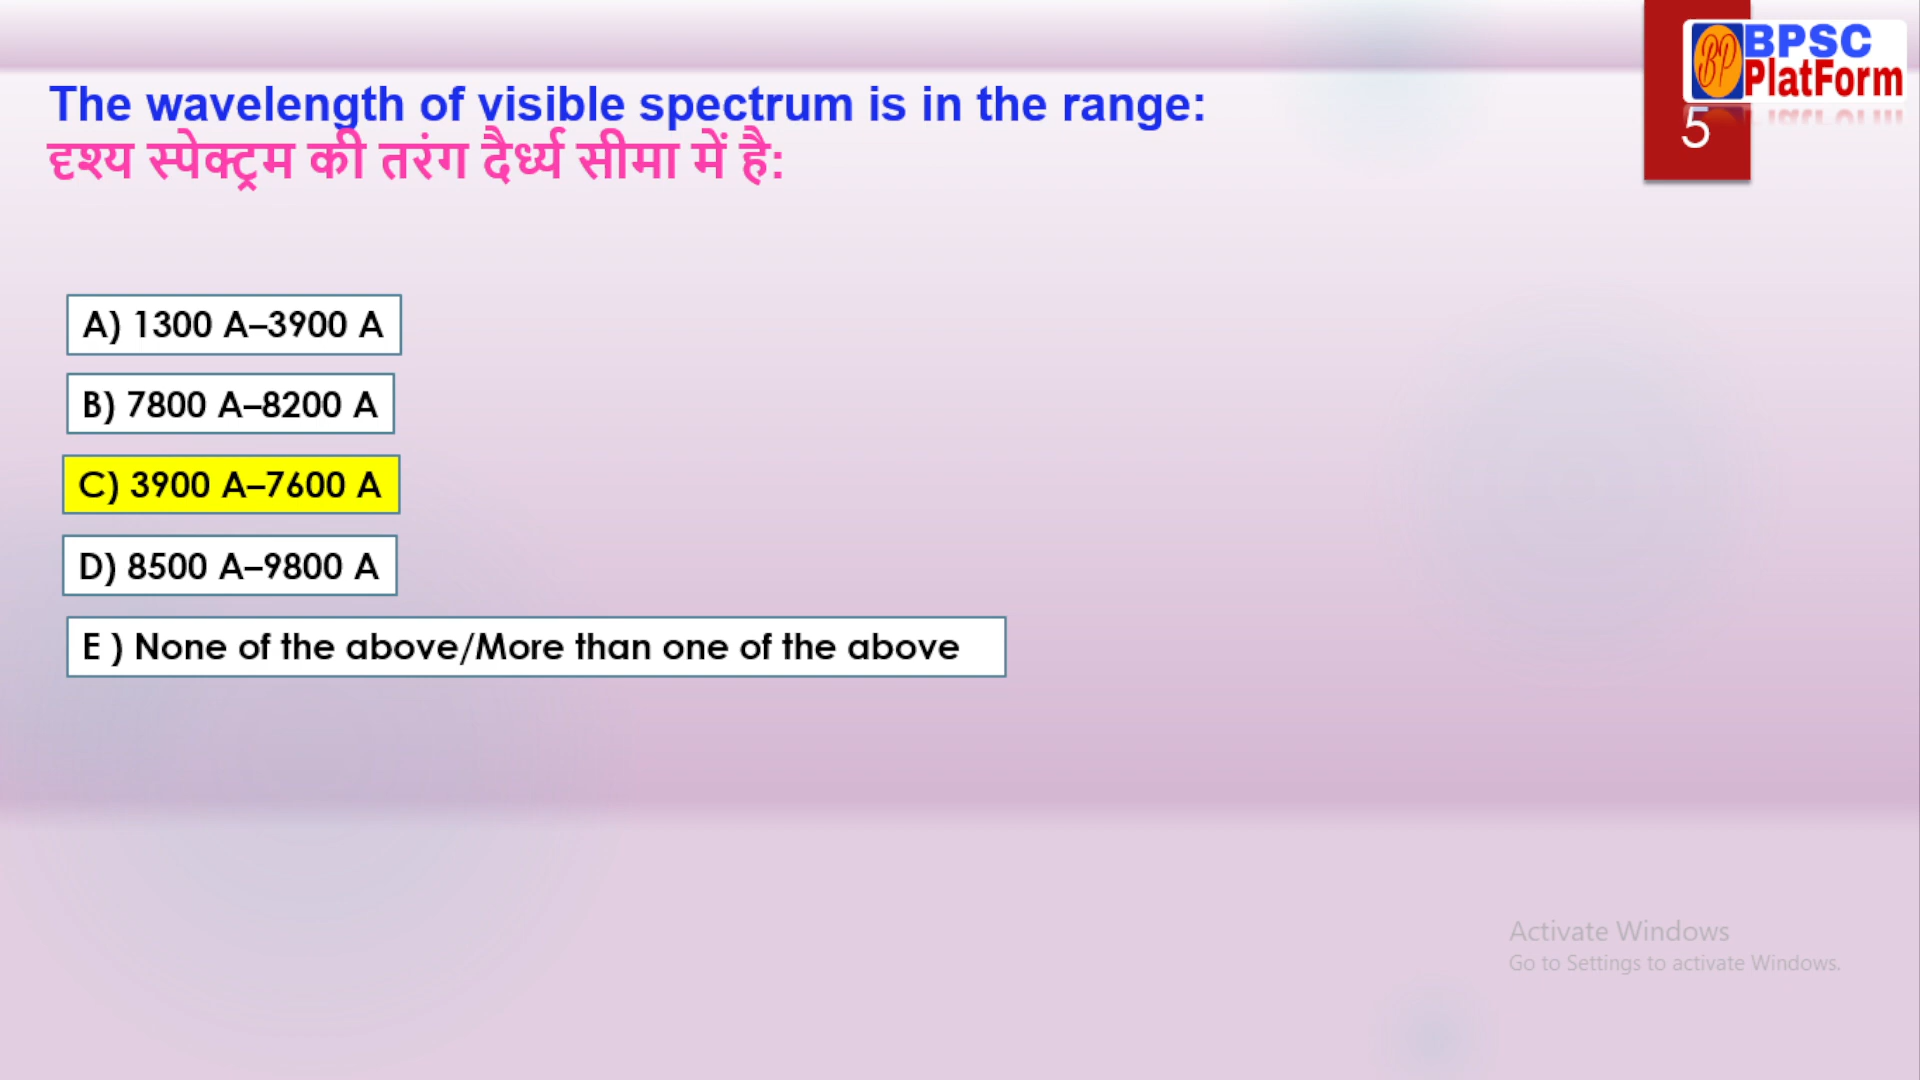 BPSC
PlatForm
5
The wavelength of visible spectrum is in the range:
दृश्य स्पेक्ट्रम की तरंग दैर्ध्य सीमा में है:
A) 1300 A–3900 A
B) 7800 A–8200 A
C) 3900 A–7600 A
D) 8500 A–9800 A
E ) None of the above/More than one of the above
Activate Windows
Go to Settings to activate Windows.